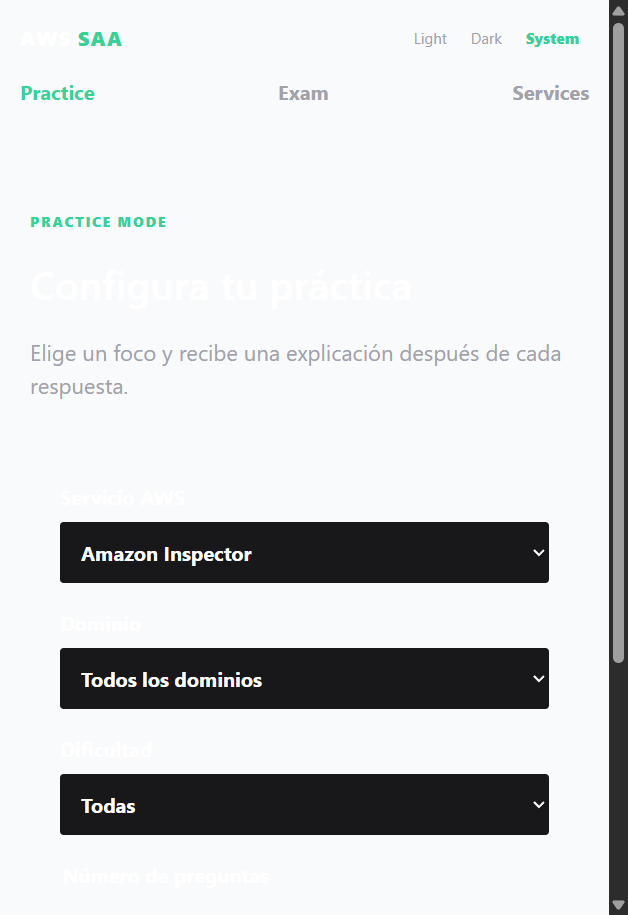 AWS SAA
Light Dark System
Practice Exam Services
PRACTICE MODE
Configura tu práctica
Elige un foco y recibe una explicación después de cada
respuesta.
Servicio AWS
Amazon Inspector
Dominio
Todos los dominios
Dificultad
Todas
Número de preguntas